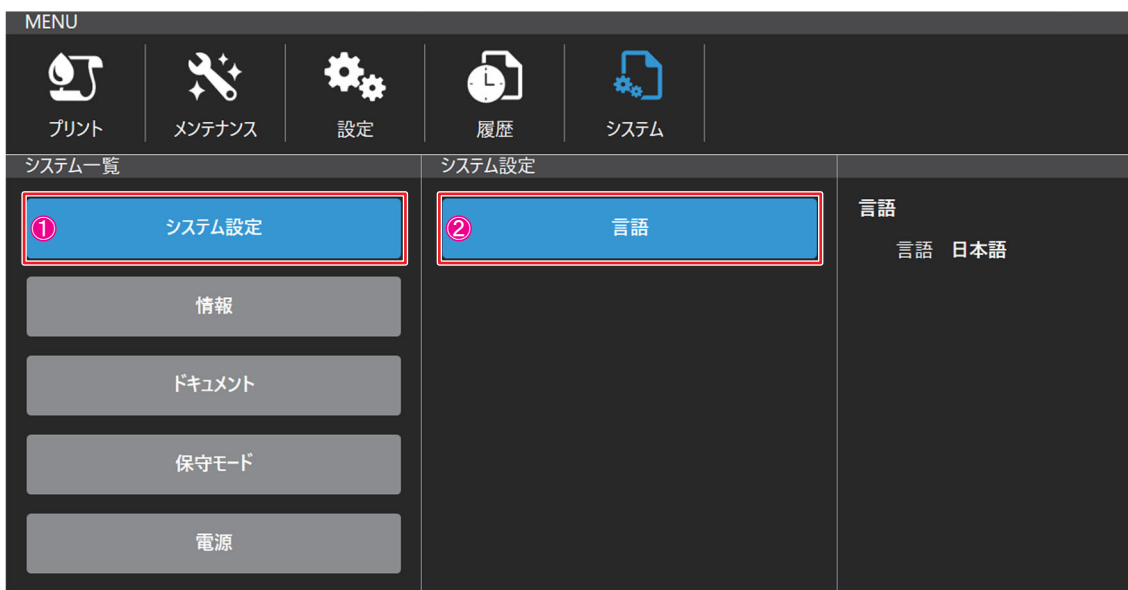 MENU
プリント
メンテナンス
設定
履歴
システム
システム一覧
システム設定
① システム設定
情報
ドキュメント
保守モード
電源
② 言語
言語
言語 日本語